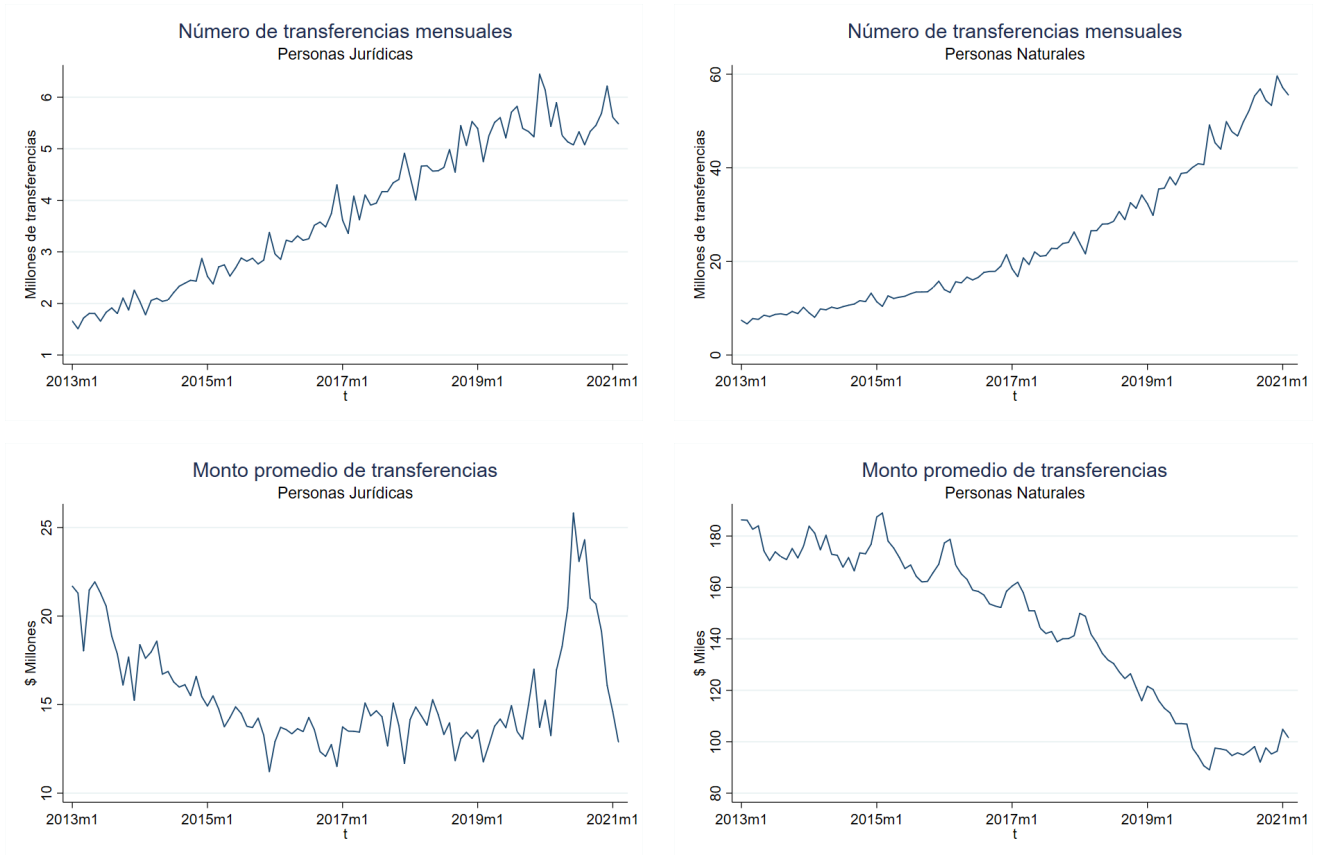 Número de transferencias mensuales
Personas Jurídicas
Millones de transferencias
6
5
4
3
2
1
2013m1 2015m1 2017m1 2019m1 2021m1
t
Número de transferencias mensuales
Personas Naturales
Millones de transferencias
60
40
20
0
2013m1 2015m1 2017m1 2019m1 2021m1
t
Monto promedio de transferencias
Personas Jurídicas
$ Millones
25
20
15
10
2013m1 2015m1 2017m1 2019m1 2021m1
t
Monto promedio de transferencias
Personas Naturales
$ Miles
180
160
140
120
100
80
2013m1 2015m1 2017m1 2019m1 2021m1
t